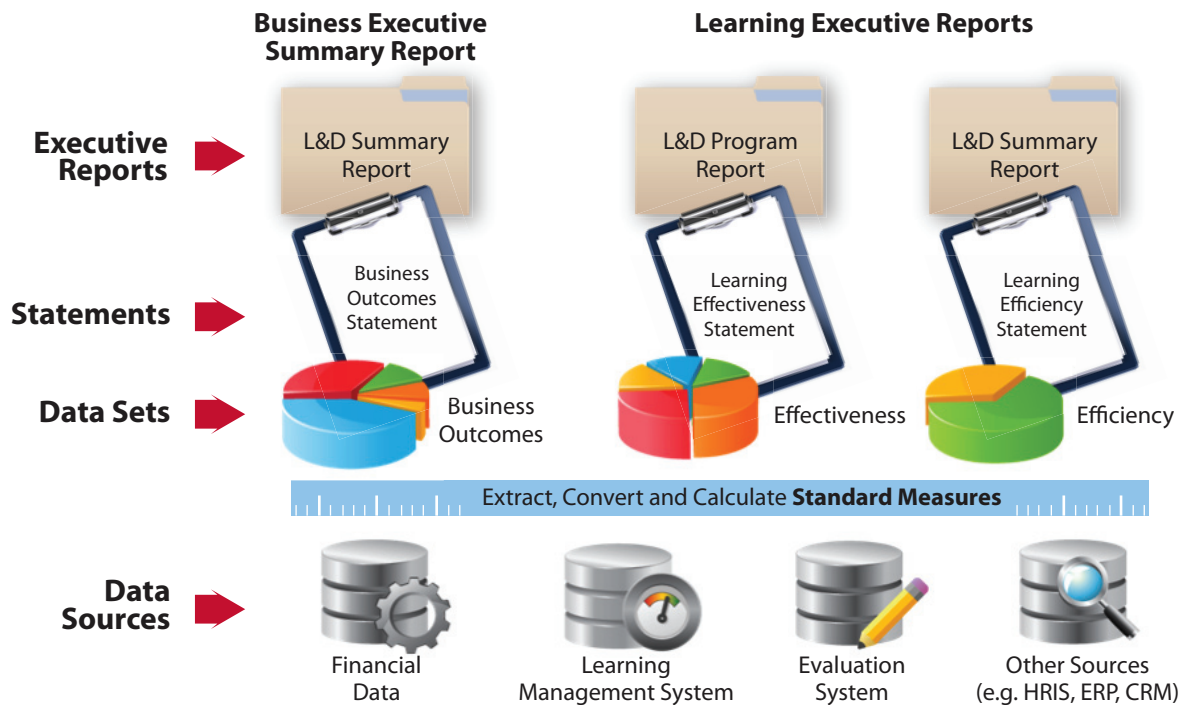 Business Executive
Summary Report
Learning Executive Reports
Executive
Reports
L&D Summary
Report
L&D Program
Report
L&D Summary
Report
Statements
Business
Outcomes
Statement
Learning
Effectiveness
Statement
Learning
Efficiency
Statement
Data Sets
Business
Outcomes
Effectiveness
Efficiency
Extract, Convert and Calculate Standard Measures
Data
Sources
Financial
Data
Learning
Management System
Evaluation
System
Other Sources
(e.g. HRIS, ERP, CRM)